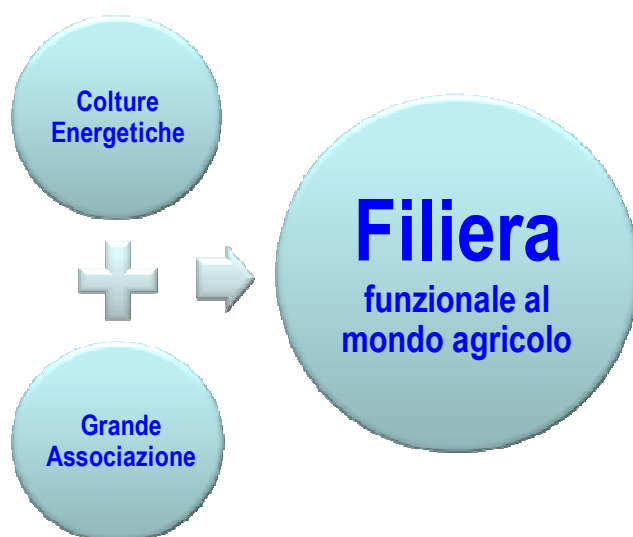 Colture
Energetiche
Grande
Associazione
Filiera
funzionale al
mondo agricolo